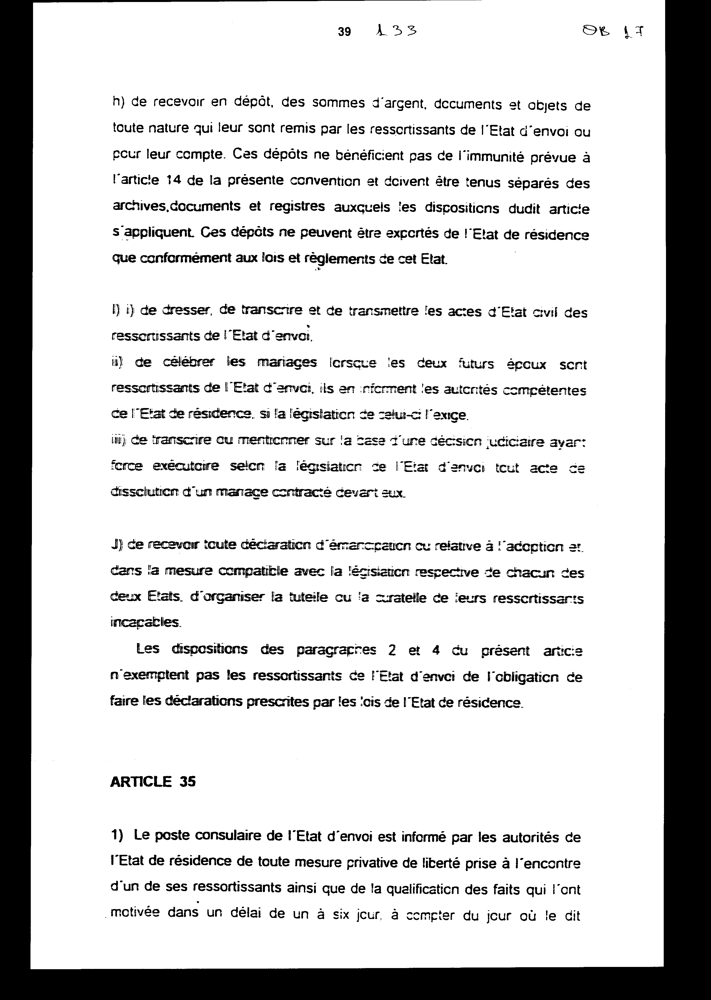 39 133 OB 17
h) de recevoir en dépôt, des sommes d'argent, documents et objets de
toute nature qui leur sont remis par les ressortissants de l'Etat d'envoi ou
pour leur compte. Ces dépôts ne bénéficient pas de l'immunité prévue à
l'article 14 de la présente convention et doivent être tenus séparés des
archives,documents et registres auxquels les dispositions dudit article
s'appliquent. Ces dépôts ne peuvent être exportés de l'Etat de résidence
que conformément aux lois et règlements de cet Etat.
I) i) de dresser, de transcrire et de transmettre les actes d'Etat civil des
ressortissants de l'Etat d'envoi,
ii) de célébrer les mariages lorsque les deux futurs époux sont
ressortissants de l'Etat d'envoi, ils en informent les autorités compétentes
de l'Etat de résidence, si la législation de celui-ci l'exige.
iii) de transcrire ou mentionner sur la base d'une décision judiciaire ayant
force exécutoire selon la législation de l'Etat d'envoi tout acte de
dissolution d'un mariage contracté devant eux.
J) de recevoir toute déclaration d'émancipation ou relative à l'adoption et,
dans la mesure compatible avec la législation respective de chacun des
deux Etats, d'organiser la tutelle ou la curatelle de leurs ressortissants
incapables.
Les dispositions des paragraphes 2 et 4 du présent article
n'exemptent pas les ressortissants de l'Etat d'envoi de l'obligation de
faire les déclarations prescrites par les lois de l'Etat de résidence.
ARTICLE 35
1) Le poste consulaire de l'Etat d'envoi est informé par les autorités de
l'Etat de résidence de toute mesure privative de liberté prise à l'encontre
d'un de ses ressortissants ainsi que de la qualification des faits qui l'ont
motivée dans un délai de un à six jour, à compter du jour où le dit